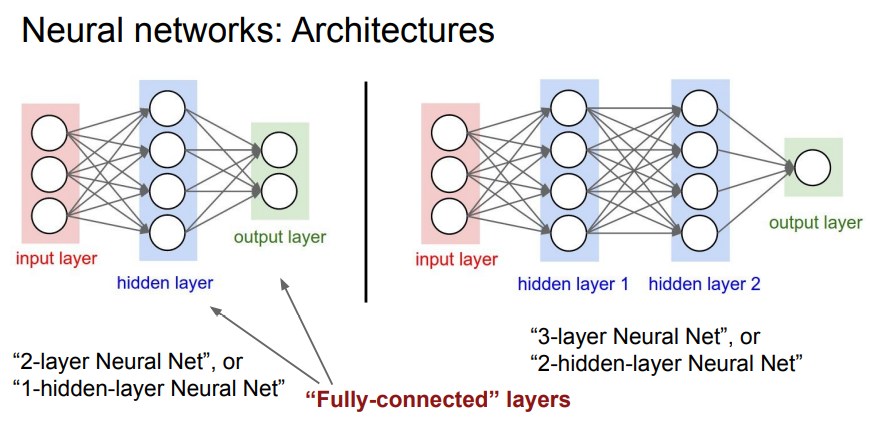 Neural networks: Architectures
input layer
hidden layer
output layer
input layer
hidden layer 1
hidden layer 2
output layer
“2-layer Neural Net”, or
“1-hidden-layer Neural Net”
“3-layer Neural Net”, or
“2-hidden-layer Neural Net”
“Fully-connected” layers